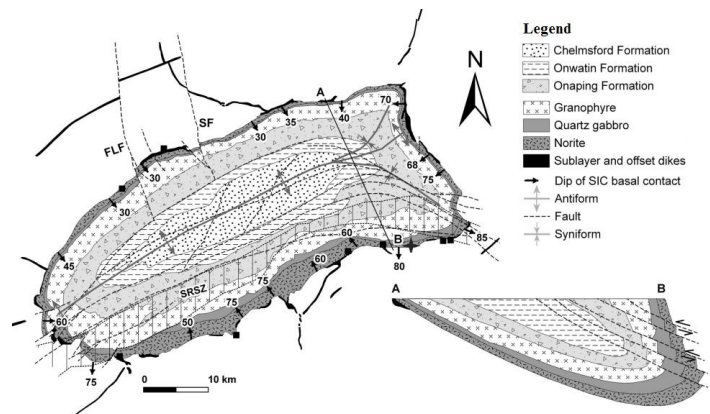 Legend
Chelmsford Formation
Onwatin Formation
Onaping Formation
Granophyre
Quartz gabbro
Norite
Sublayer and offset dikes
Dip of SIC basal contact
Antiform
Fault
Syniform
N
A
70
40
35
SF
30
FLF
30
68
75
30
45
85
60
B
80
60
75
SRSZ
75
60
50
75
0 10 km
A B